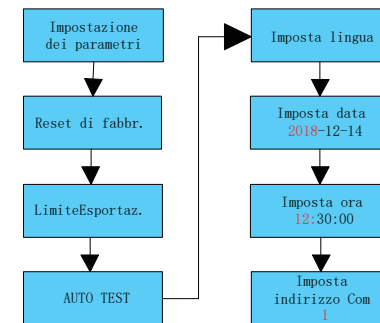 Impostazione
dei parametri
Reset di fabbr.
LimiteEsportaz.
AUTO TEST
Imposta lingua
Imposta data
2018-12-14
Imposta ora
12:30:00
Imposta
indirizzo Com
1